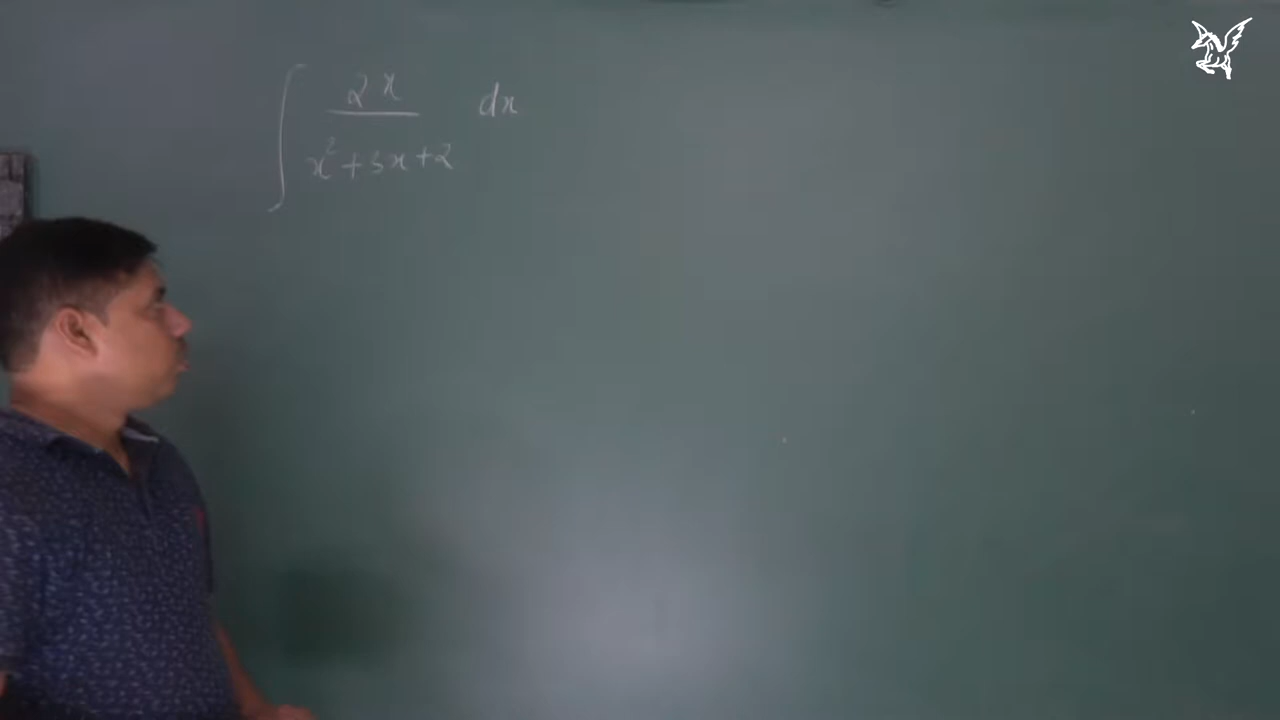 ∫ 2x / x²+3x+2 dx